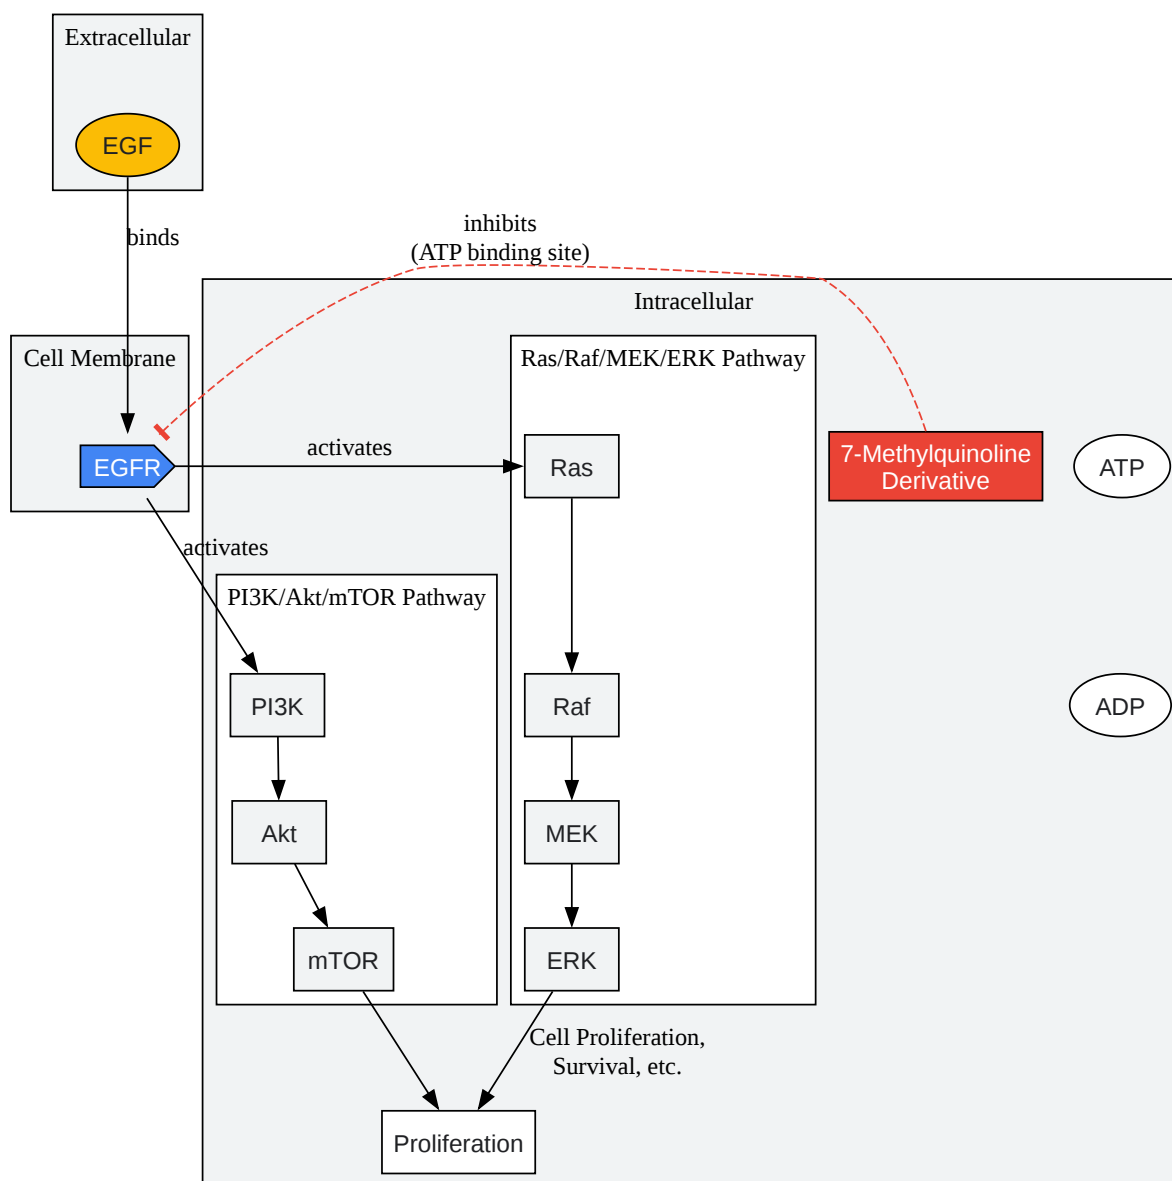 Extracellular
EGF
binds
inhibits
(ATP binding site)
Intracellular
Cell Membrane
Ras/Raf/MEK/ERK Pathway
EGFR
activates
Ras
7-Methylquinoline
Derivative
ATP
activates
PI3K/Akt/mTOR Pathway
PI3K
Raf
ADP
Akt
MEK
mTOR
ERK
Cell Proliferation,
Survival, etc.
Proliferation